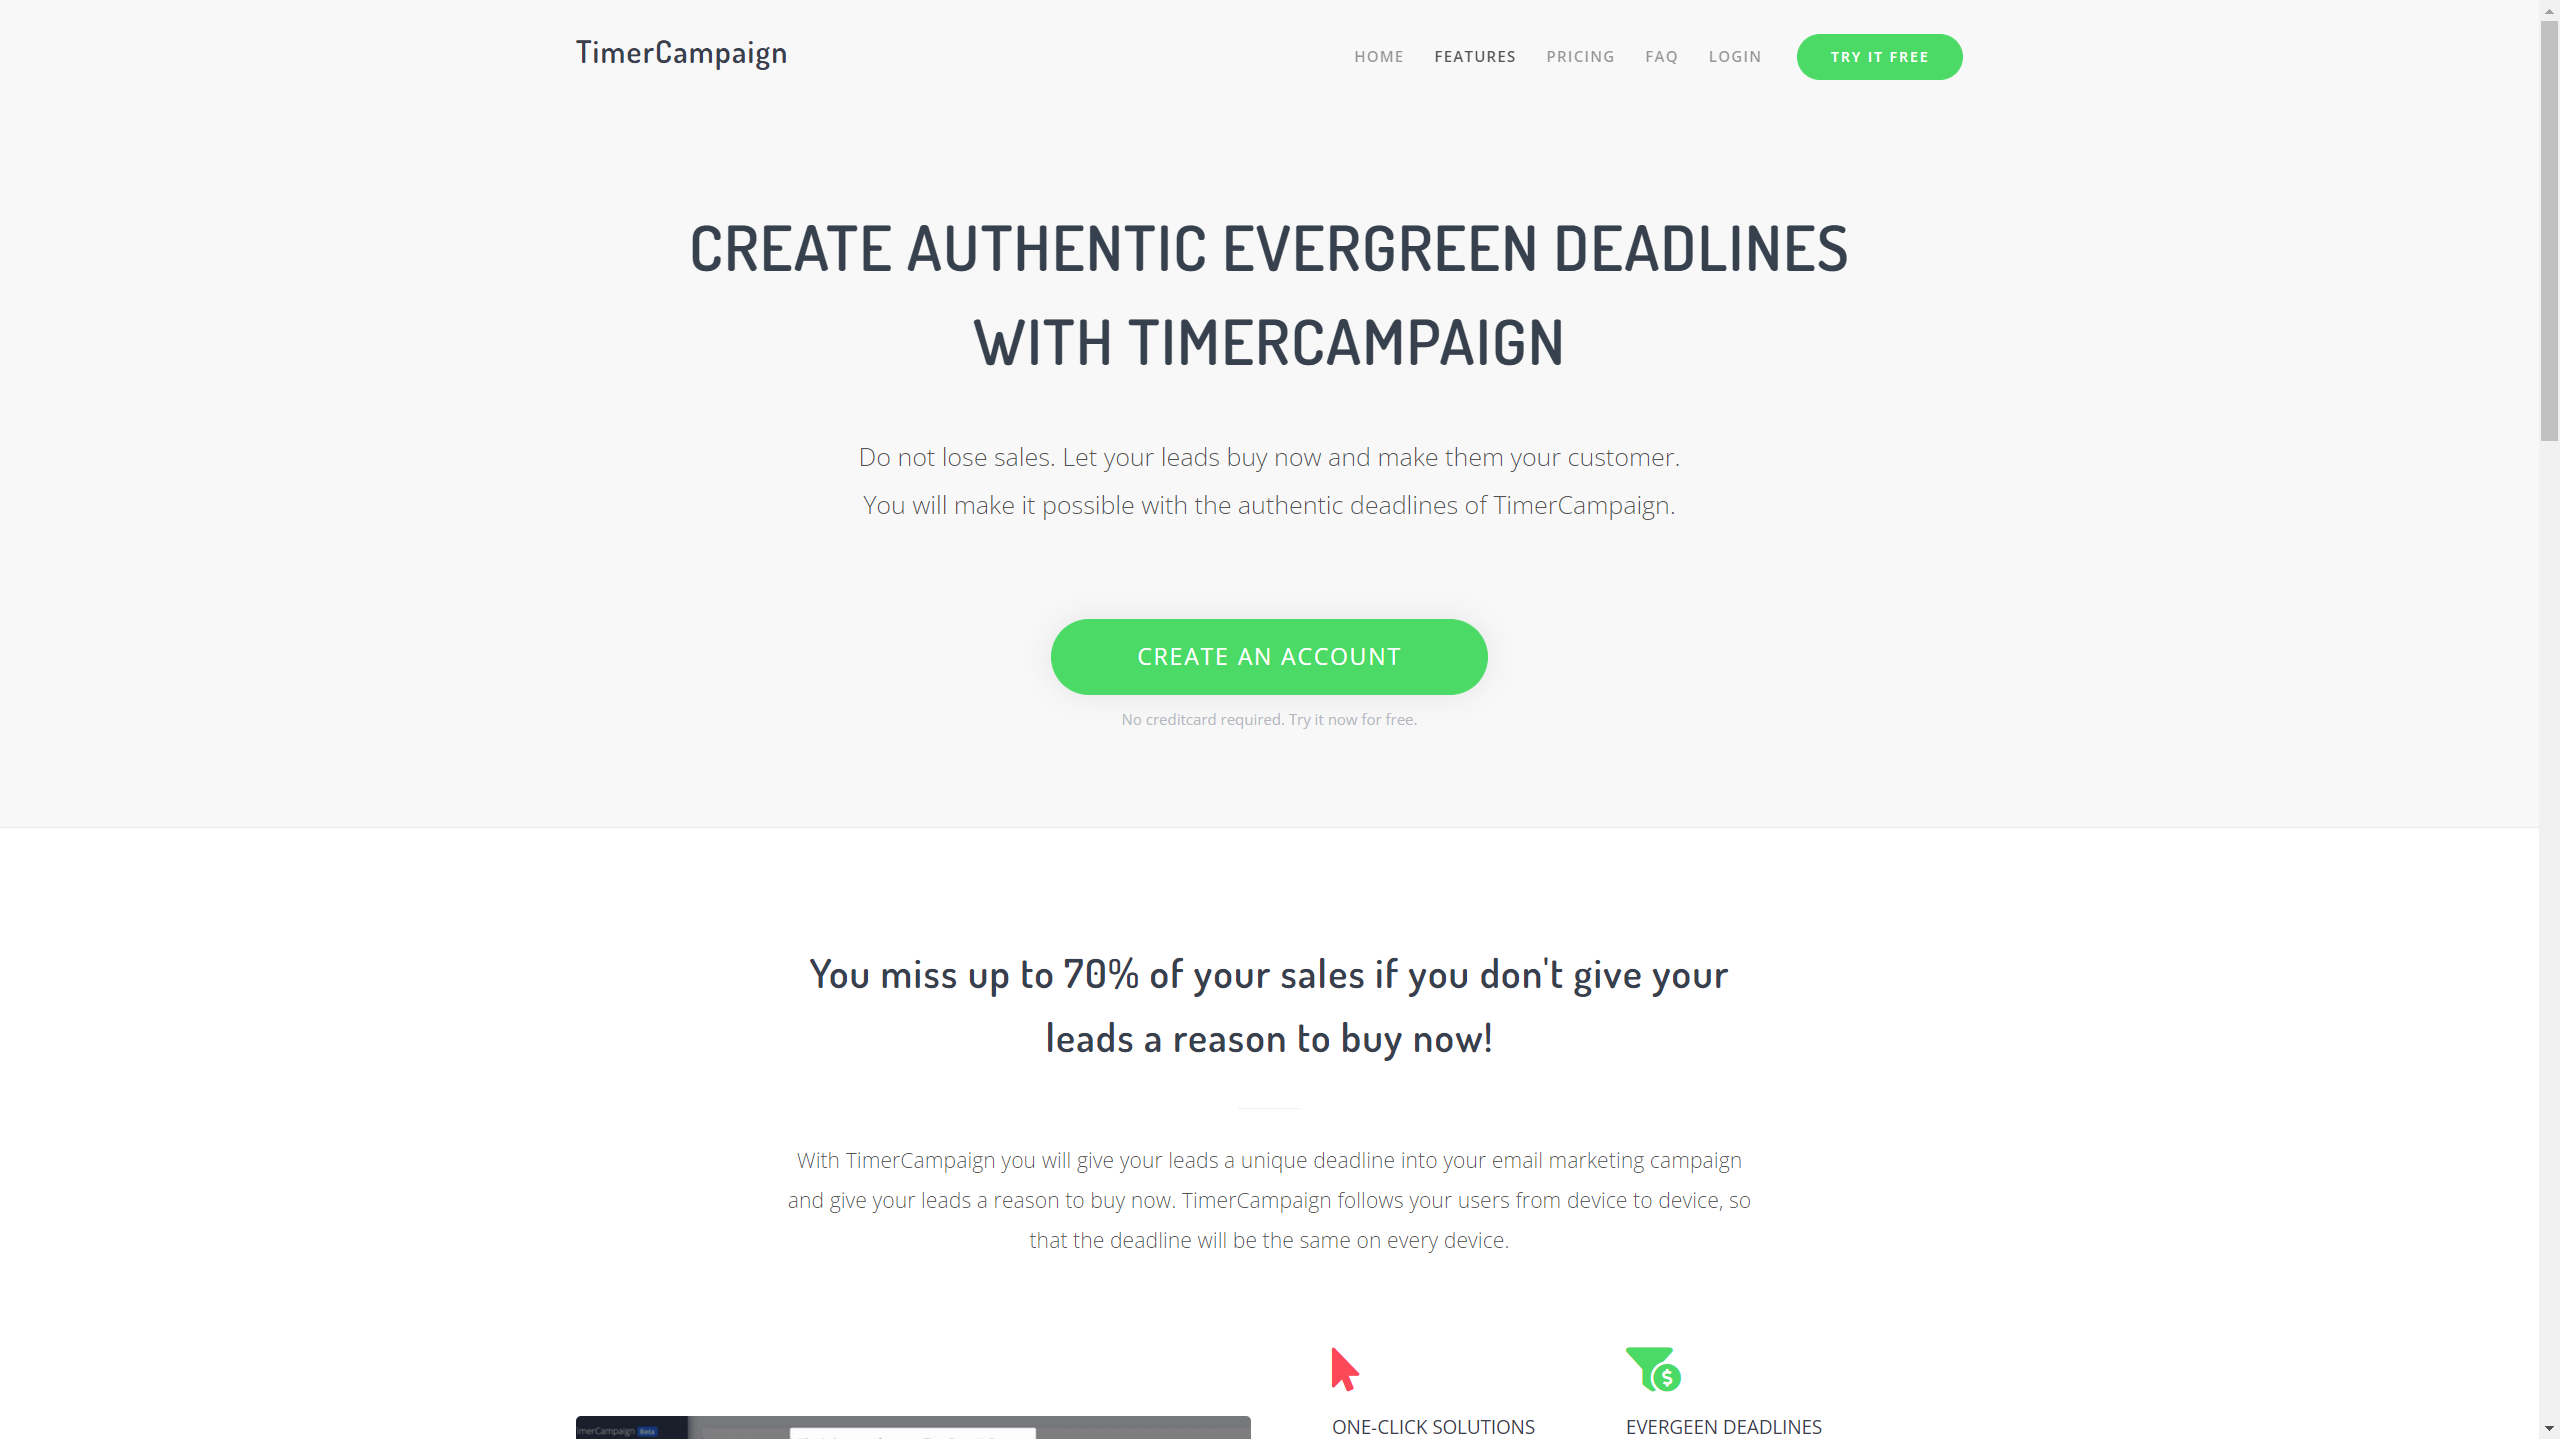 TimerCampaign
HOME FEATURES PRICING FAQ LOGIN TRY IT FREE
CREATE AUTHENTIC EVERGREEN DEADLINES
WITH TIMERCAMPAIGN
Do not lose sales. Let your leads buy now and make them your customer.
You will make it possible with the authentic deadlines of TimerCampaign.
CREATE AN ACCOUNT
No creditcard required. Try it now for free.
You miss up to 70% of your sales if you don't give your
leads a reason to buy now!
With TimerCampaign you will give your leads a unique deadline into your email marketing campaign
and give your leads a reason to buy now. TimerCampaign follows your users from device to device, so
that the deadline will be the same on every device.
ONE-CLICK SOLUTIONS
EVERGEEN DEADLINES
imerCampaign Beta